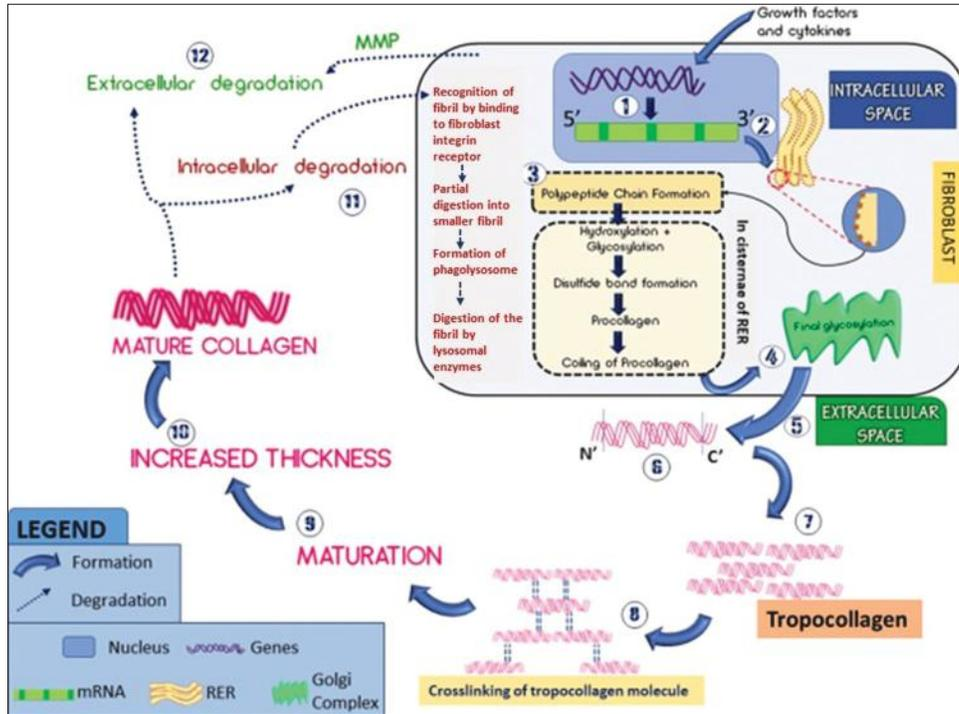 Growth factors
and cytokines
12
MMP
Extracellular degradation
INTRACELLULAR
SPACE
Recognition of
fibril by binding
to fibroblast
integrin
receptor
1
5'
3'
2
Intracellular degradation
11
3
Polypeptide Chain Formation
FIBROBLAST
Partial
digestion into
smaller fibril
Hydroxylation +
Glycosylation
In cisternae of RER
Formation of
phagolysosome
Disulfide bond formation
Procollagen
Final glycosylation
Digestion of the
fibril by
lysosomal
enzymes
Coiling of Procollagen
4
MATURE COLLAGEN
EXTRACELLULAR
SPACE
5
10
N'
C'
6
INCREASED THICKNESS
7
9
LEGEND
MATURATION
Formation
Degradation
8
Tropocollagen
Nucleus
Genes
mRNA
RER
Golgi
Complex
Crosslinking of tropocollagen molecule